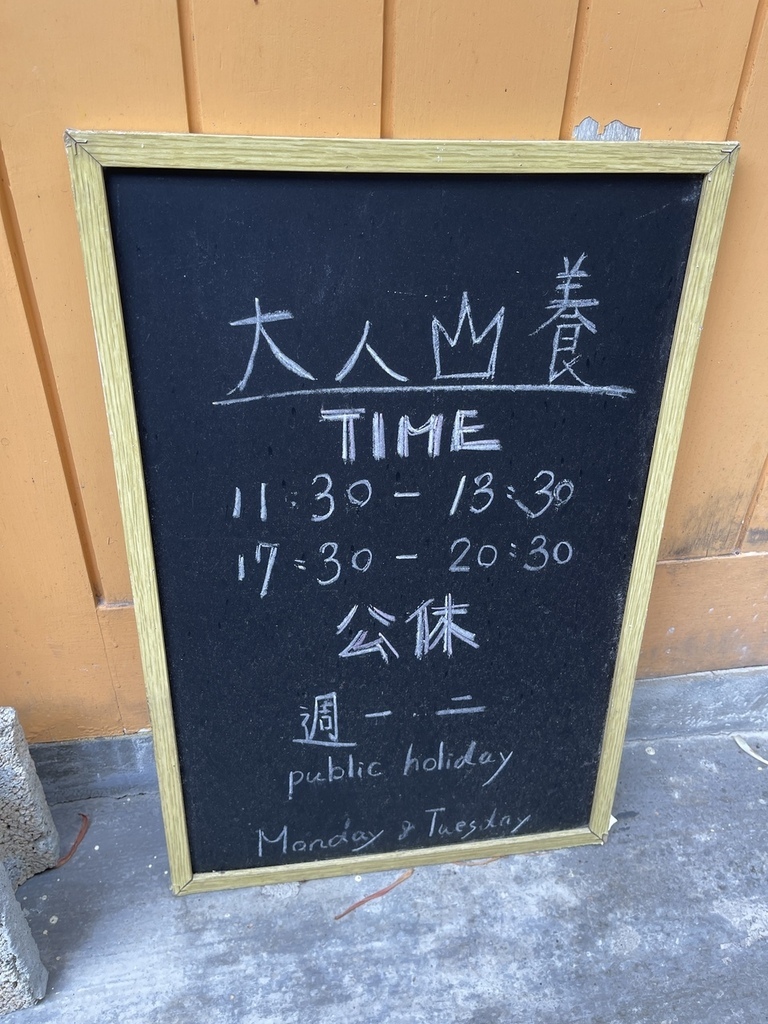 大人山養
TIME
11:30 - 13:30
17:30 - 20:30
公休
週一.二
public holiday
Monday & Tuesday